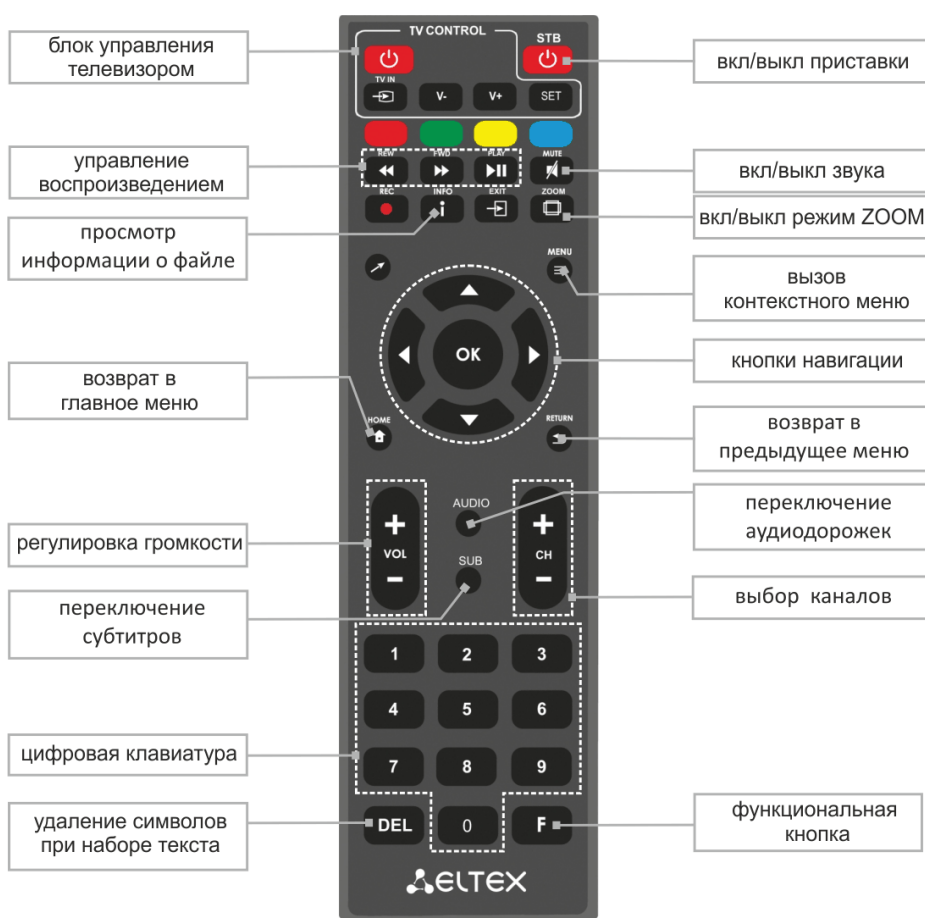 блок управления
телевизором
TV CONTROL
STB
вкл/выкл приставки
TV IN
V-
V+
SET
управление
воспроизведением
REW
FWD
PLAY
MUTE
вкл/выкл звука
REC
INFO
EXIT
ZOOM
вкл/выкл режим ZOOM
просмотр
информации о файле
MENU
вызов
контекстного меню
OK
кнопки навигации
возврат в
главное меню
HOME
RETURN
возврат в
предыдущее меню
AUDIO
переключение
аудиодорожек
регулировка громкости
+
VOL
−
SUB
+
CH
−
выбор каналов
переключение
субтитров
1
2
3
4
5
6
цифровая клавиатура
7
8
9
удаление символов
при наборе текста
DEL
0
F
функциональная
кнопка
ELTEX